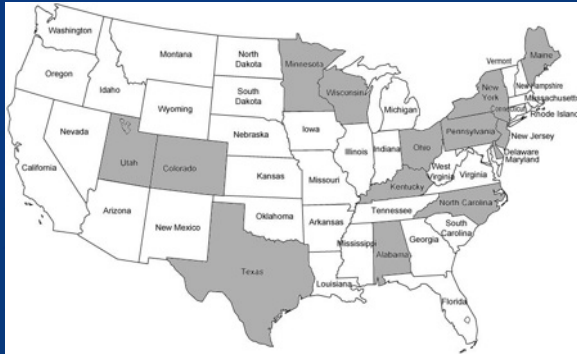 Washington
Oregon
Idaho
Montana
North
Dakota
Minnesota
Wisconsin
Michigan
Vermont
Maine
New Hampshire
Massachusetts
New
York
Connecticut
Rhode Island
South
Dakota
Wyoming
Nebraska
Iowa
Illinois
Indiana
Ohio
Pennsylvania
New Jersey
Delaware
Maryland
Nevada
Utah
Colorado
Kansas
Missouri
Kentucky
West
Virginia
Virginia
California
Arizona
New Mexico
Oklahoma
Arkansas
Tennessee
North Carolina
South
Carolina
Texas
Louisiana
Mississippi
Alabama
Georgia
Florida